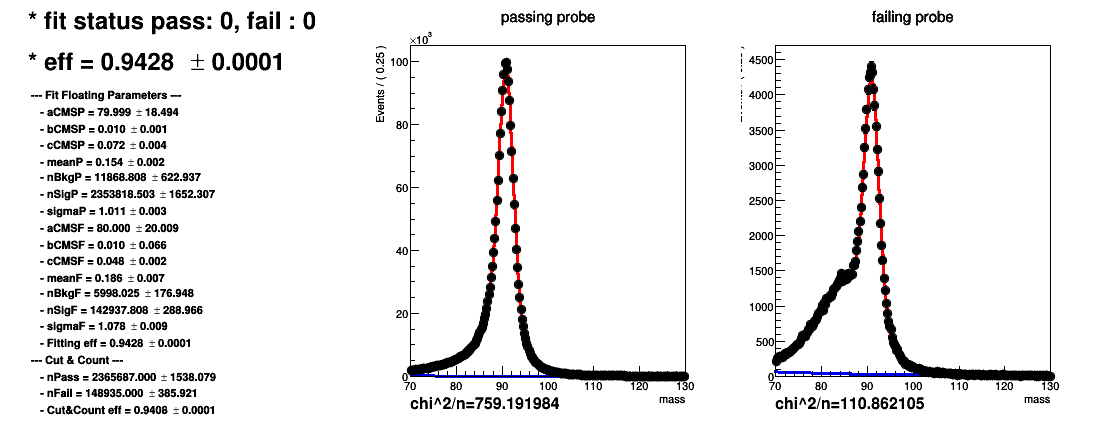 * fit status pass: 0, fail : 0
* eff = 0.9428 ± 0.0001
--- Fit Floating Parameters ---
- aCMSP = 79.999 ± 18.494
- bCMSP = 0.010 ± 0.001
- cCMSP = 0.072 ± 0.004
- meanP = 0.154 ± 0.002
- nBkgP = 11868.808 ± 622.937
- nSigP = 2353818.503 ± 1652.307
- sigmaP = 1.011 ± 0.003
- aCMSF = 80.000 ± 20.009
- bCMSF = 0.010 ± 0.066
- cCMSF = 0.048 ± 0.002
- meanF = 0.186 ± 0.007
- nBkgF = 5998.025 ± 176.948
- nSigF = 142937.808 ± 288.966
- sigmaF = 1.078 ± 0.009
- Fitting eff = 0.9428 ± 0.0001
--- Cut & Count ---
- nPass = 2365687.000 ± 1538.079
- nFail = 148935.000 ± 385.921
- Cut&Count eff = 0.9408 ± 0.0001
passing probe
×10³
Events / ( 0.25 )
100
80
60
40
20
0
70 80 90 100 110 120 130
mass
chi^2/n=759.191984
failing probe
4500
4000
3500
3000
2500
2000
1500
1000
500
0
70 80 90 100 110 120 130
mass
chi^2/n=110.862105